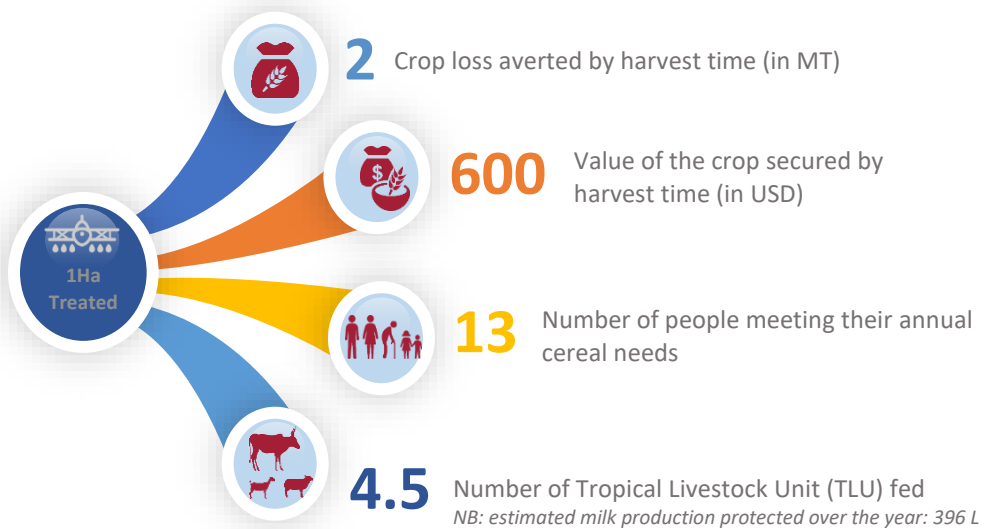 2 Crop loss averted by harvest time (in MT)
600 Value of the crop secured by
harvest time (in USD)
$
1Ha
Treated
13 Number of people meeting their annual
cereal needs
4.5 Number of Tropical Livestock Unit (TLU) fed
NB: estimated milk production protected over the year: 396 L